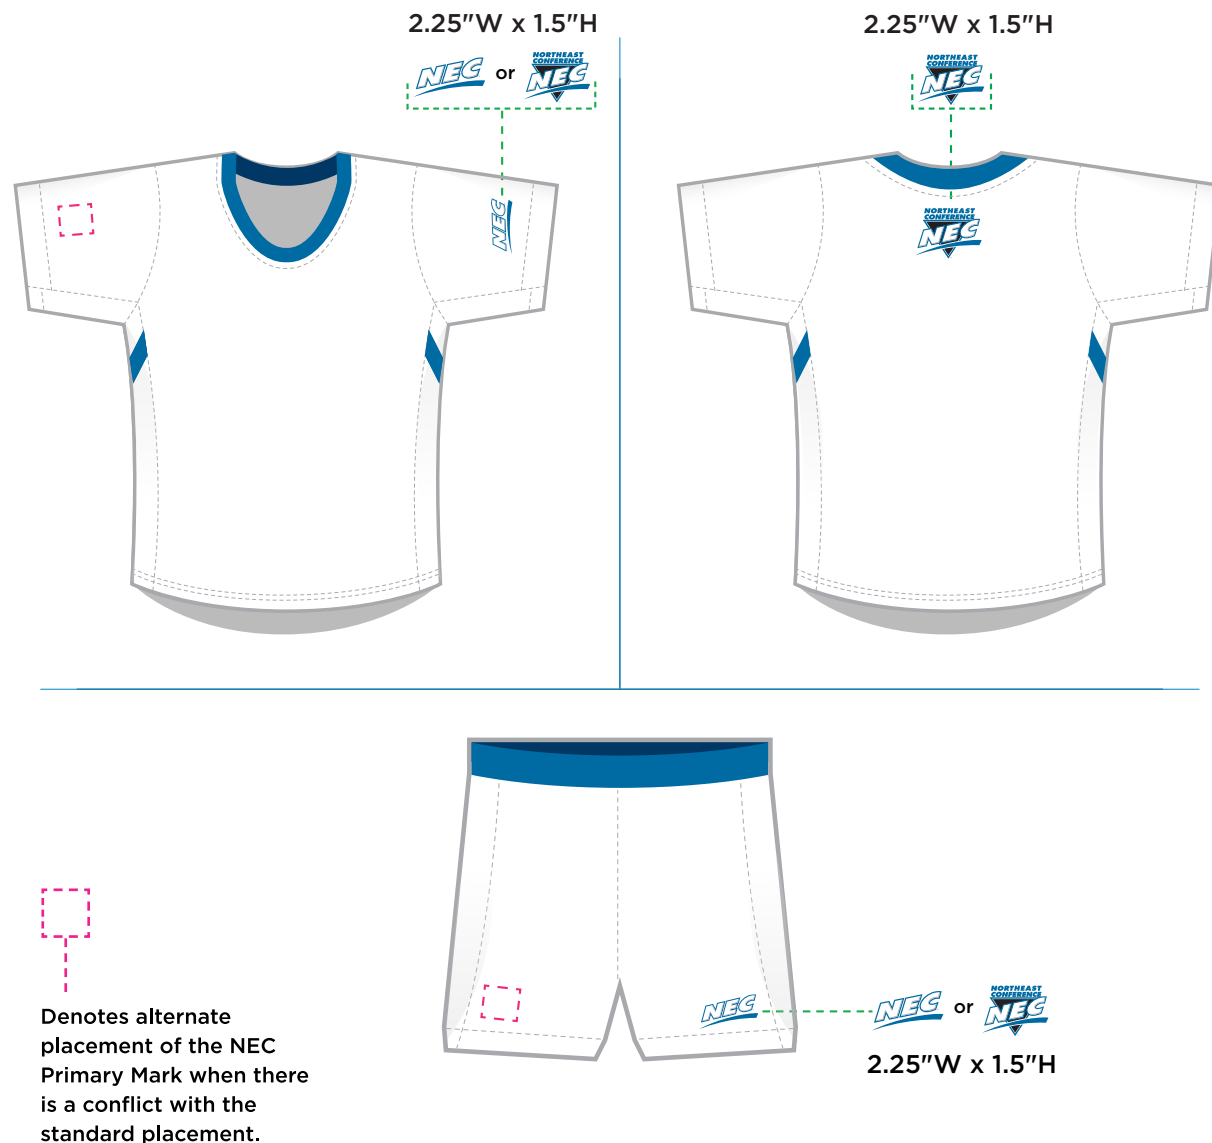 2.25"W x 1.5"H
NEC or NORTHEAST
CONFERENCE
NEC
NEC
2.25"W x 1.5"H
NORTHEAST
CONFERENCE
NEC
NORTHEAST
CONFERENCE
NEC
NEC
NEC or NORTHEAST
CONFERENCE
NEC
2.25"W x 1.5"H
Denotes alternate
placement of the NEC
Primary Mark when there
is a conflict with the
standard placement.